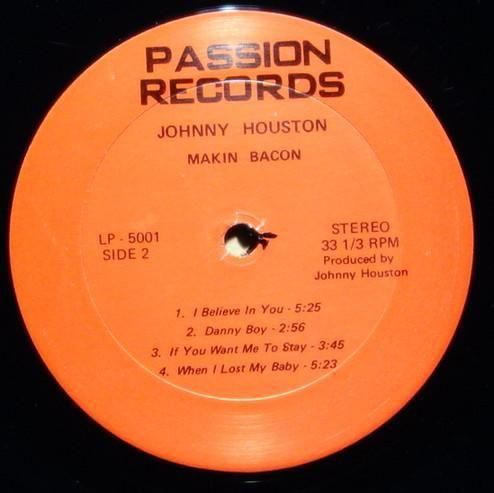 PASSION
RECORDS
JOHNNY HOUSTON
MAKIN BACON
LP - 5001
SIDE 2
STEREO
33 1/3 RPM
Produced by
Johnny Houston
1. I Believe In You - 5:25
2. Danny Boy - 2:56
3. If You Want Me To Stay - 3:45
4. When I Lost My Baby - 5:23